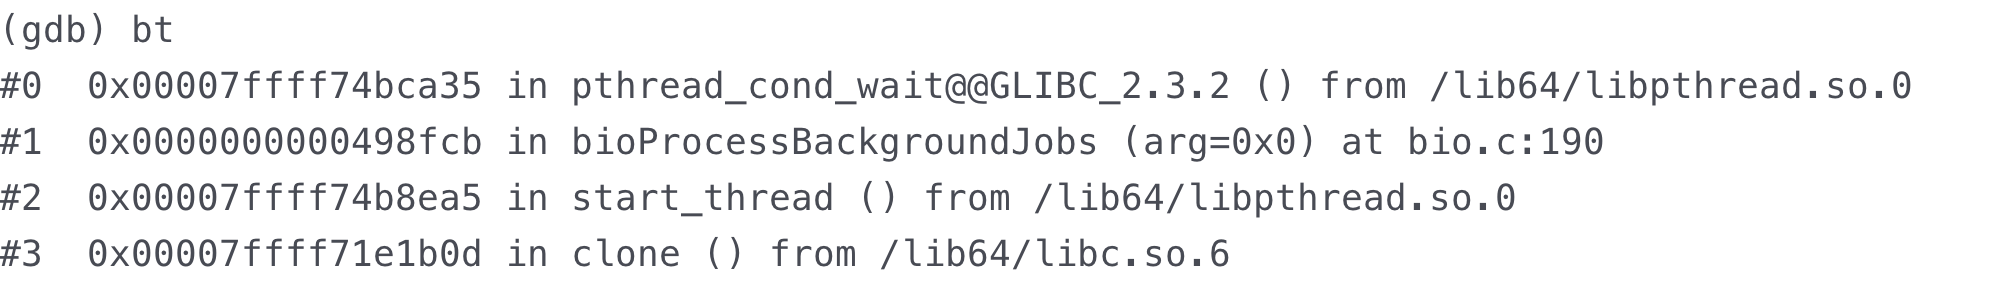 (gdb) bt
#0  0x00007ffff74bca35 in pthread_cond_wait@@GLIBC_2.3.2 () from /lib64/libpthread.so.0
#1  0x0000000000498fcb in bioProcessBackgroundJobs (arg=0x0) at bio.c:190
#2  0x00007ffff74b8ea5 in start_thread () from /lib64/libpthread.so.0
#3  0x00007ffff71e1b0d in clone () from /lib64/libc.so.6